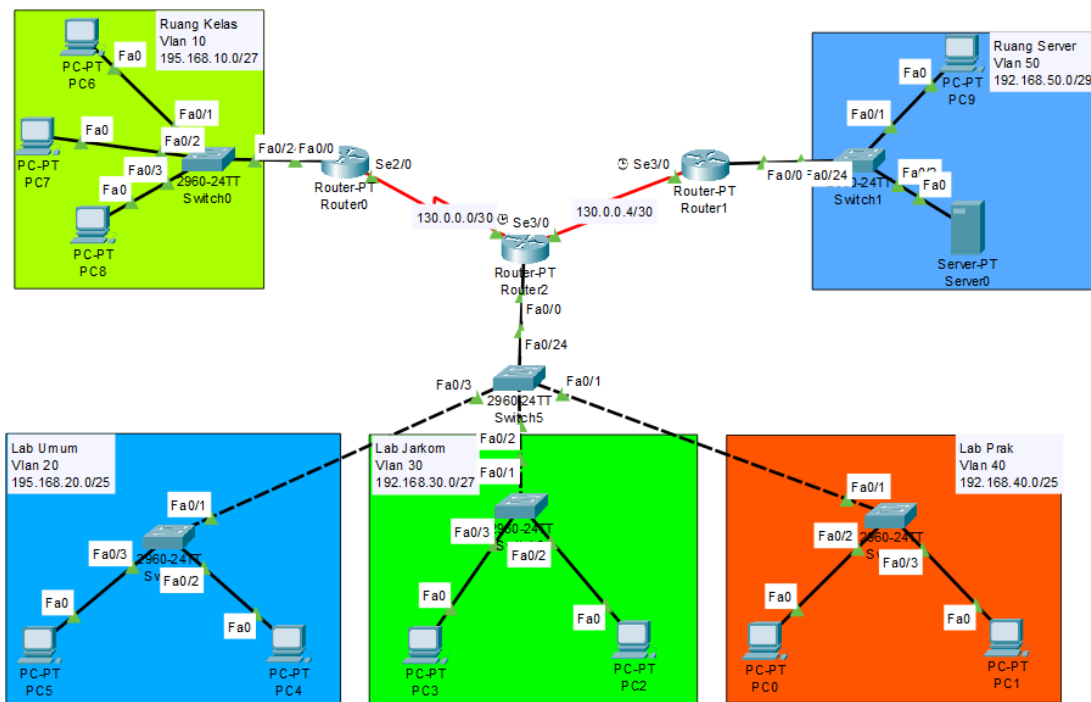 Ruang Kelas
Vlan 10
195.168.10.0/27
Fa0
PC-PT
PC6
Fa0/1
Fa0
PC-PT
PC7
Fa0/2
Fa0/3
Fa0
PC-PT
PC8
2960-24TT
Switch0
Fa0/2
Fa0/0
Router-PT
Router0
Se2/0
130.0.0.0/30
Se3/0
Router-PT
Router2
Fa0/0
Fa0/24
130.0.0.4/30
Se3/0
Router-PT
Router1
Fa0/0
Fa0/24
Ruang Server
Vlan 50
192.168.50.0/29
Fa0
PC-PT
PC9
Fa0/1
2960-24TT
Switch1
Fa0
Server-PT
Server0
Fa0/3
2960-24TT
Switch5
Fa0/1
Fa0/2
Lab Umum
Vlan 20
195.168.20.0/25
Fa0/1
2960-24TT
Fa0/3
Fa0/2
Fa0
Fa0
PC-PT
PC5
PC-PT
PC4
Lab Jarkom
Vlan 30
192.168.30.0/27
Fa0/1
2960-24TT
Fa0/3
Fa0/2
Fa0
Fa0
PC-PT
PC3
PC-PT
PC2
Lab Prak
Vlan 40
192.168.40.0/25
Fa0/1
2960-24TT
Fa0/2
Fa0/3
Fa0
Fa0
PC-PT
PC0
PC-PT
PC1